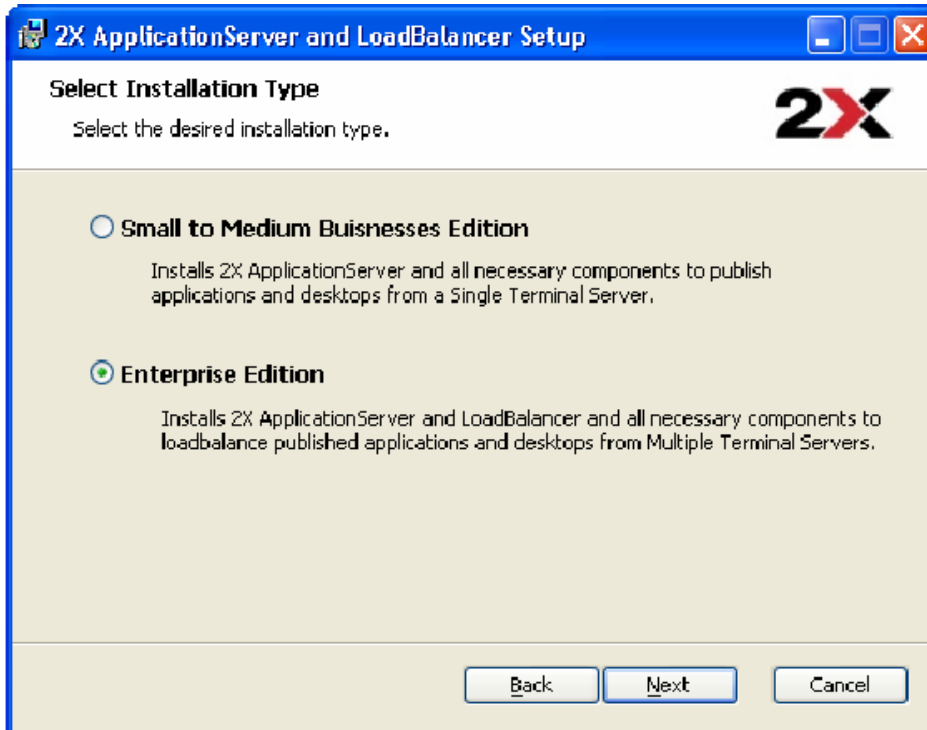 2X ApplicationServer and LoadBalancer Setup
Select Installation Type
Select the desired installation type.
2X
Small to Medium Buisnesses Edition
Installs 2X ApplicationServer and all necessary components to publish
applications and desktops from a Single Terminal Server.
Enterprise Edition
Installs 2X ApplicationServer and LoadBalancer and all necessary components to
loadbalance published applications and desktops from Multiple Terminal Servers.
Back
Next
Cancel